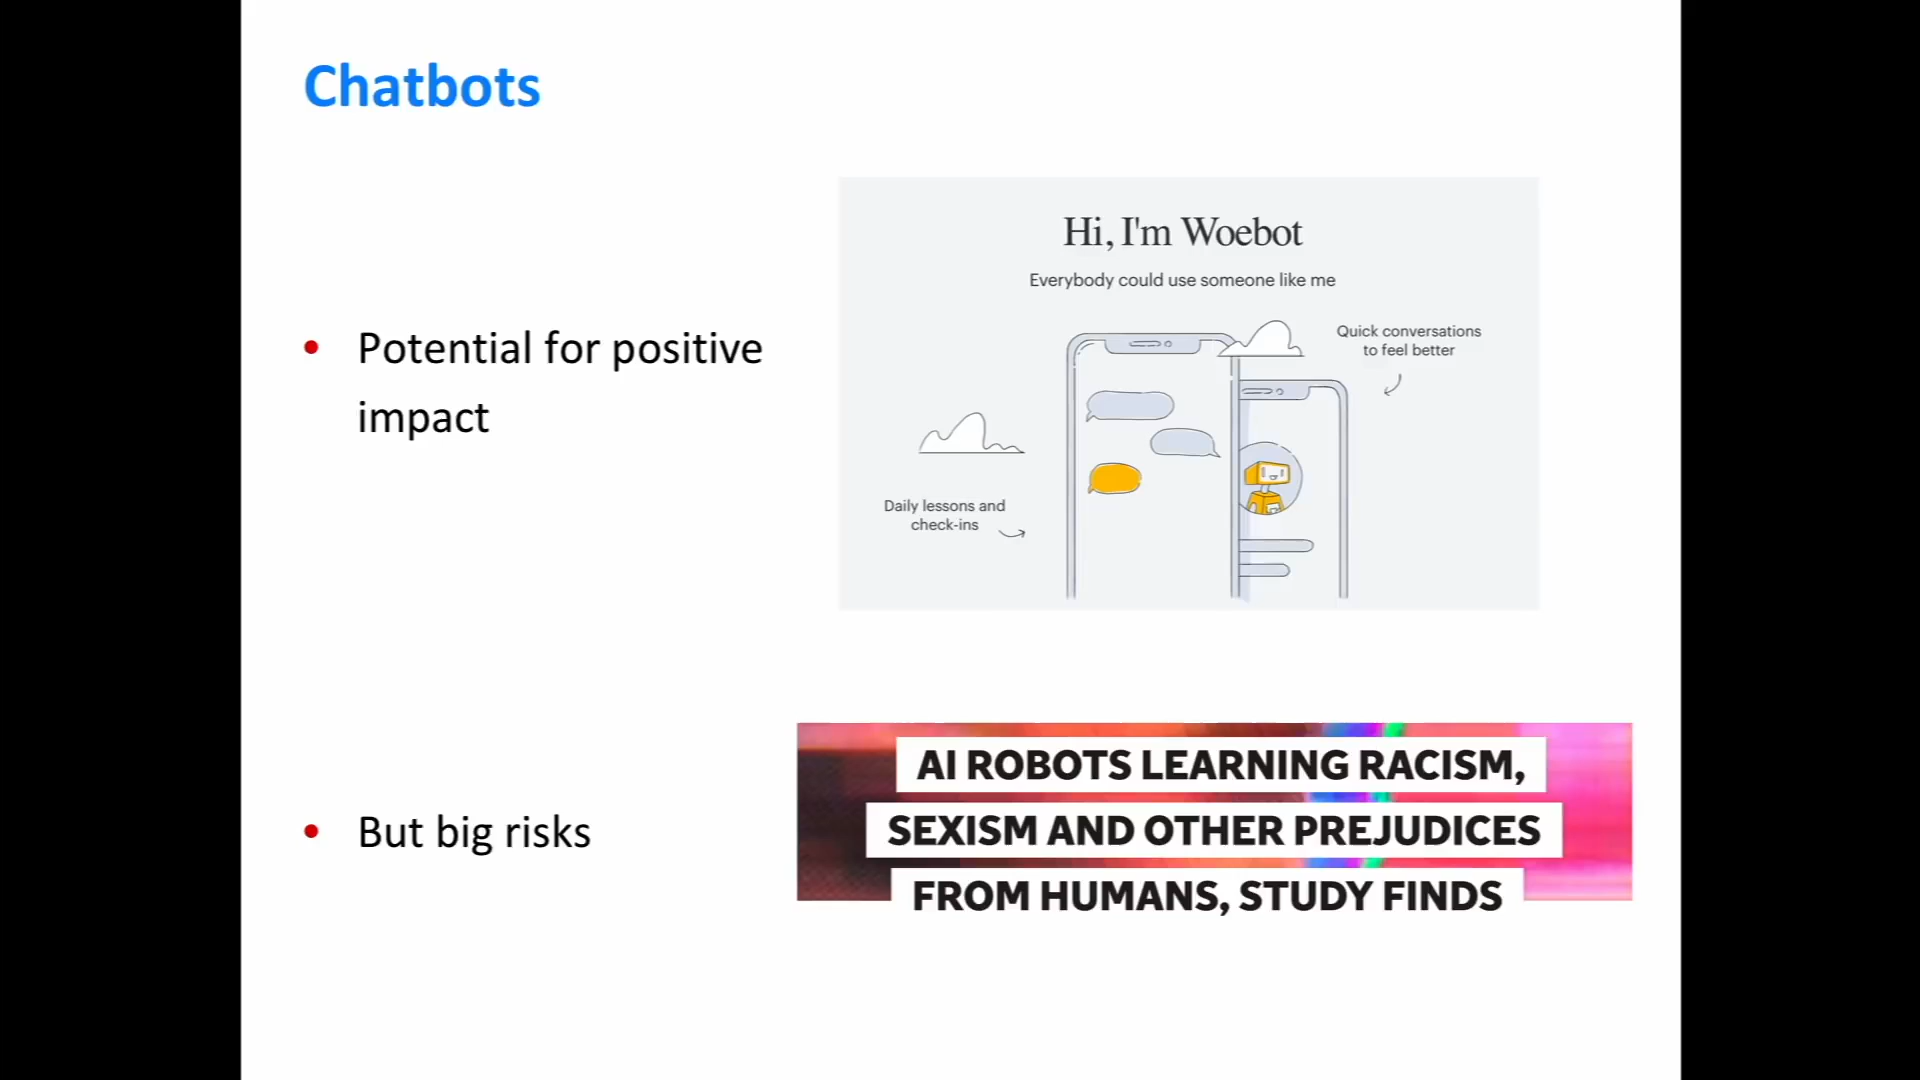 Chatbots
Potential for positive
impact
Hi, I'm Woebot
Everybody could use someone like me
Quick conversations
to feel better
Daily lessons and
check-ins
But big risks
AI ROBOTS LEARNING RACISM,
SEXISM AND OTHER PREJUDICES
FROM HUMANS, STUDY FINDS